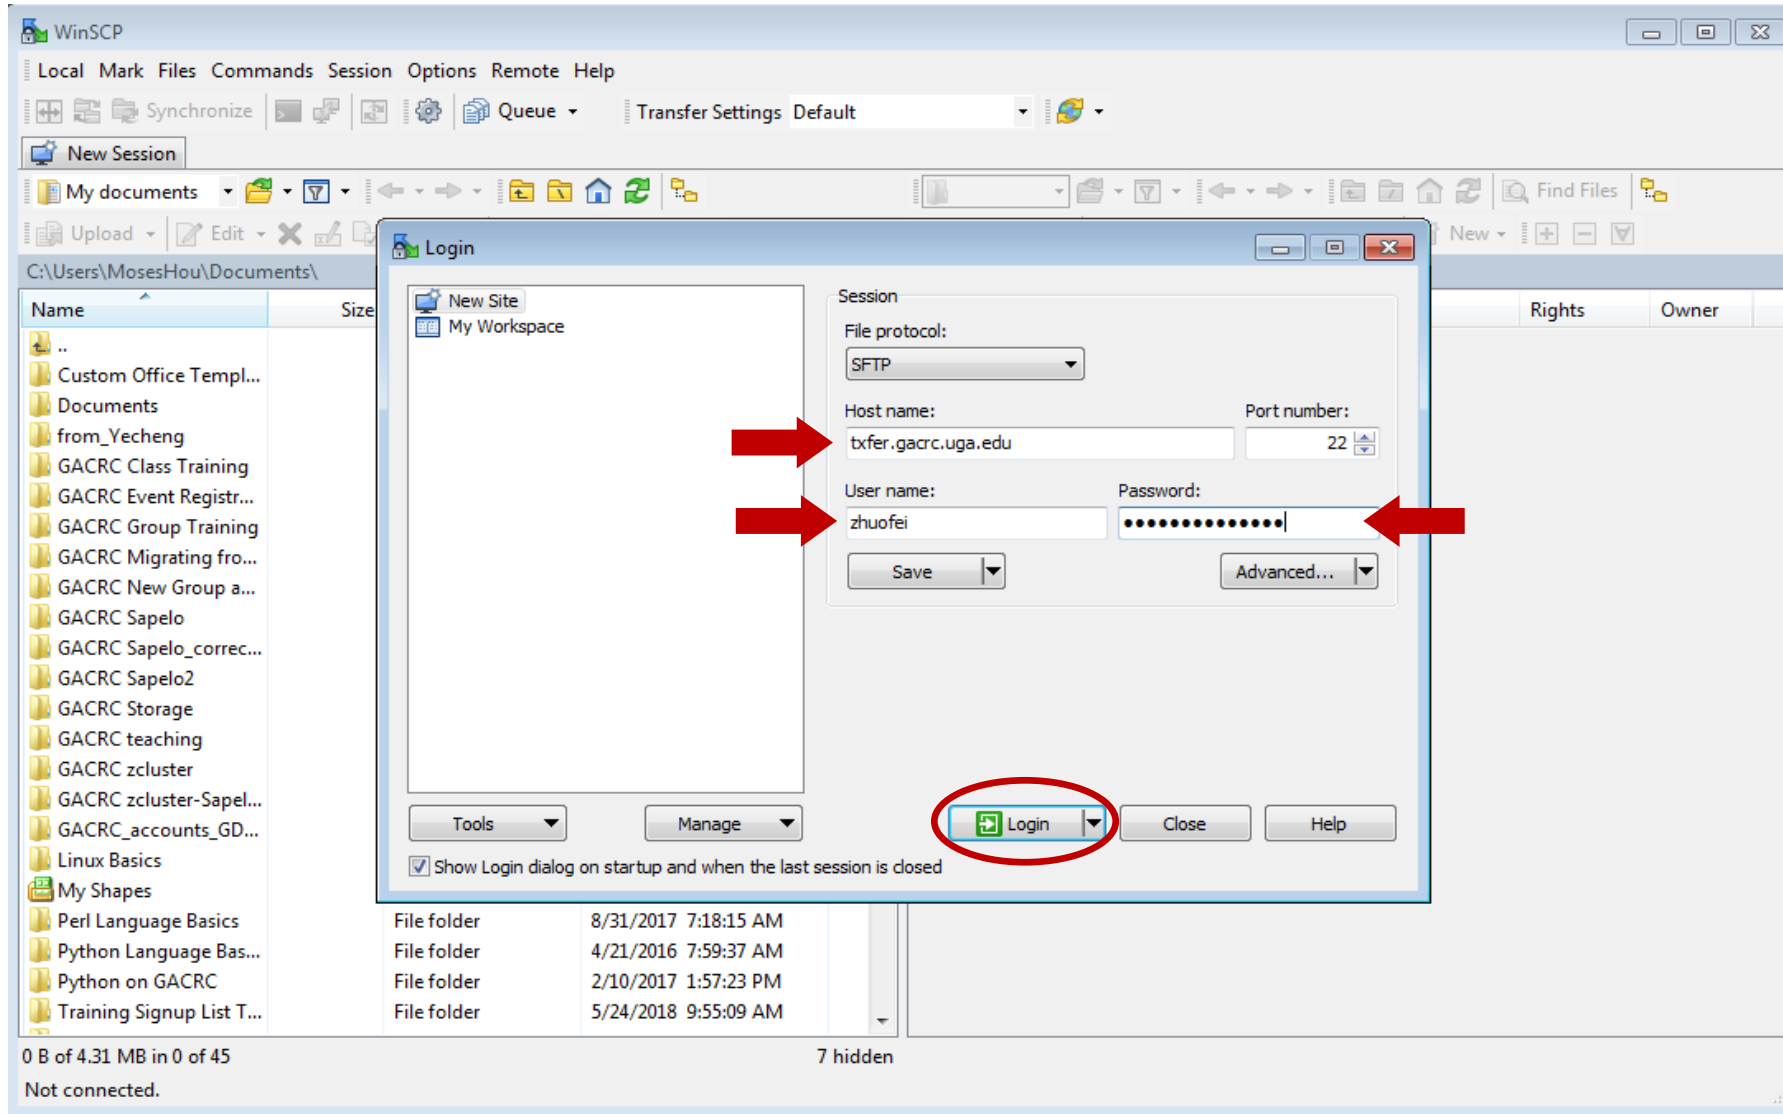 WinSCP
Local Mark Files Commands Session Options Remote Help
Synchronize Queue Transfer Settings Default
New Session
My documents Find Files
Upload Edit New
C:\Users\MosesHou\Documents\
Name Size Rights Owner
..
Custom Office Templ...
Documents
from_Yecheng
GACRC Class Training
GACRC Event Registr...
GACRC Group Training
GACRC Migrating fro...
GACRC New Group a...
GACRC Sapelo
GACRC Sapelo_correc...
GACRC Sapelo2
GACRC Storage
GACRC teaching
GACRC zcluster
GACRC zcluster-Sapel...
GACRC_accounts_GD...
Linux Basics
My Shapes
Perl Language Basics File folder 8/31/2017 7:18:15 AM
Python Language Bas... File folder 4/21/2016 7:59:37 AM
Python on GACRC File folder 2/10/2017 1:57:23 PM
Training Signup List T... File folder 5/24/2018 9:55:09 AM
Login
New Site
My Workspace
Session
File protocol:
SFTP
Host name: Port number:
txfer.gacrc.uga.edu 22
User name: Password:
zhuofei ••••••••••••••
Save Advanced...
Tools Manage Login Close Help
Show Login dialog on startup and when the last session is closed
0 B of 4.31 MB in 0 of 45 7 hidden
Not connected.